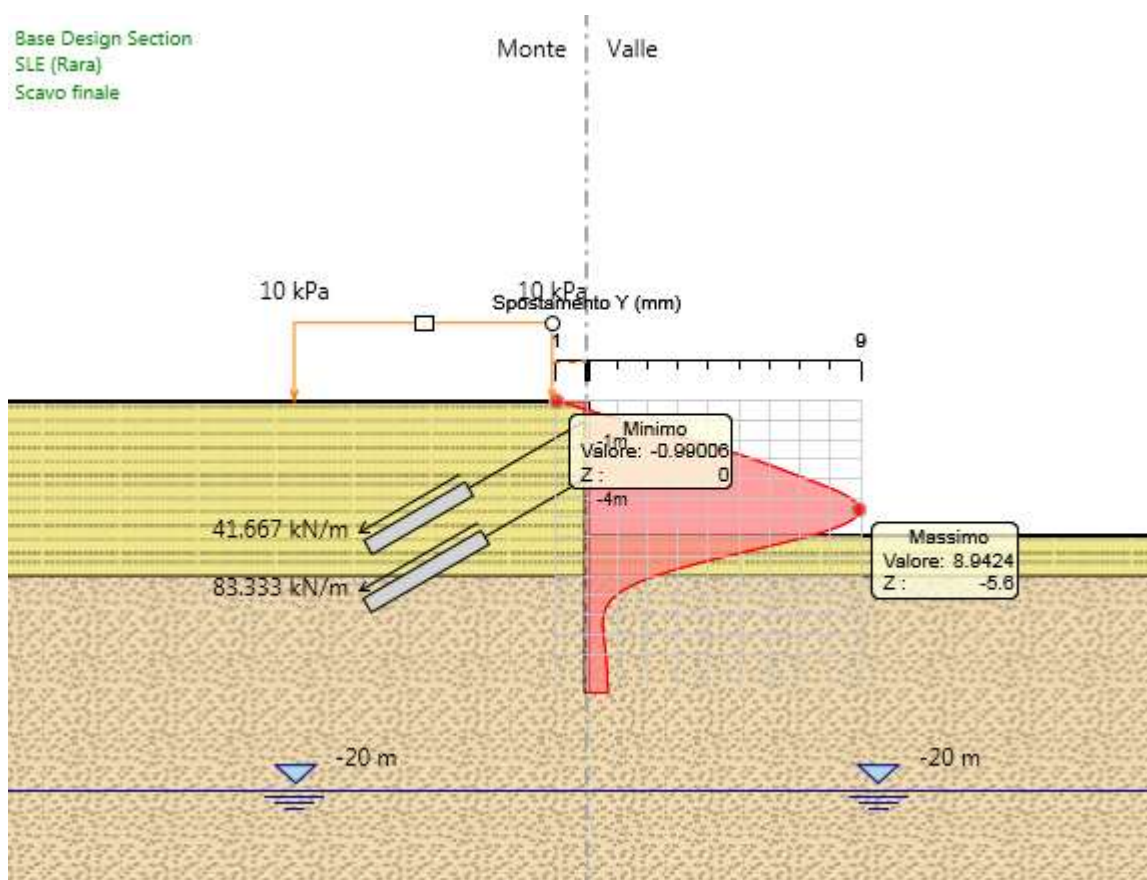 Base Design Section
SLE (Rara)
Scavo finale
Monte
Valle
10 kPa
10 kPa
Spostamento Y (mm)
1
9
Minimo
Valore: -0.99006
Z : 0
-1m
-4m
41.667 kN/m
83.333 kN/m
Massimo
Valore: 8.9424
Z : -5.6
-20 m
-20 m